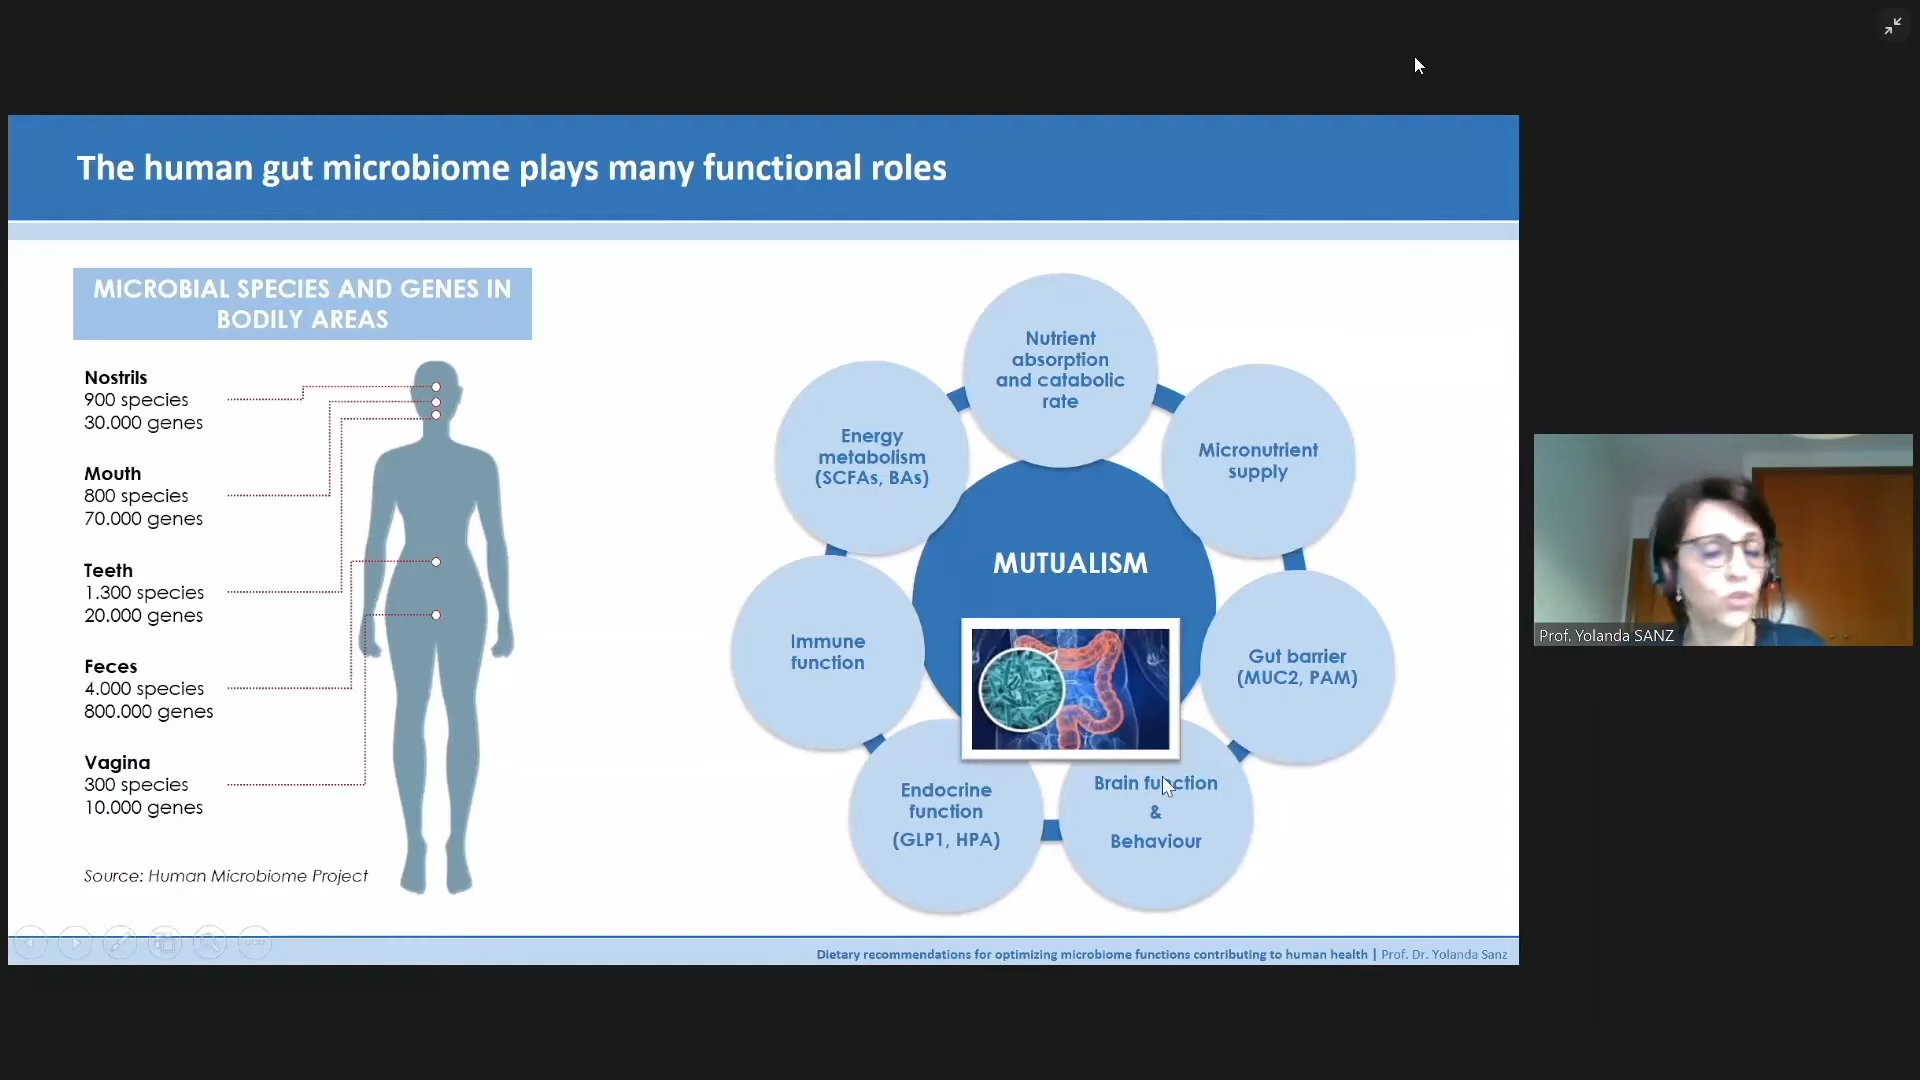 The human gut microbiome plays many functional roles
MICROBIAL SPECIES AND GENES IN
BODILY AREAS
Nostrils
900 species
30.000 genes
Mouth
800 species
70.000 genes
Teeth
1.300 species
20.000 genes
Feces
4.000 species
800.000 genes
Vagina
300 species
10.000 genes
Source: Human Microbiome Project
Nutrient
absorption
and catabolic
rate
Energy
metabolism
(SCFAs, BAs)
Micronutrient
supply
MUTUALISM
Immune
function
Gut barrier
(MUC2, PAM)
Endocrine
function
(GLP1, HPA)
Brain function
&
Behaviour
Dietary recommendations for optimizing microbiome functions contributing to human health | Prof. Dr. Yolanda Sanz
Prof. Yolanda SANZ